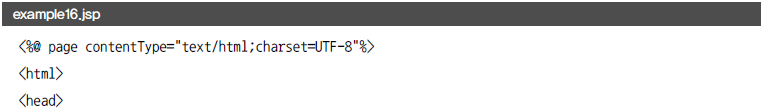 example16.jsp
<%@ page contentType="text/html;charset=UTF-8"%>
<html>
<head>